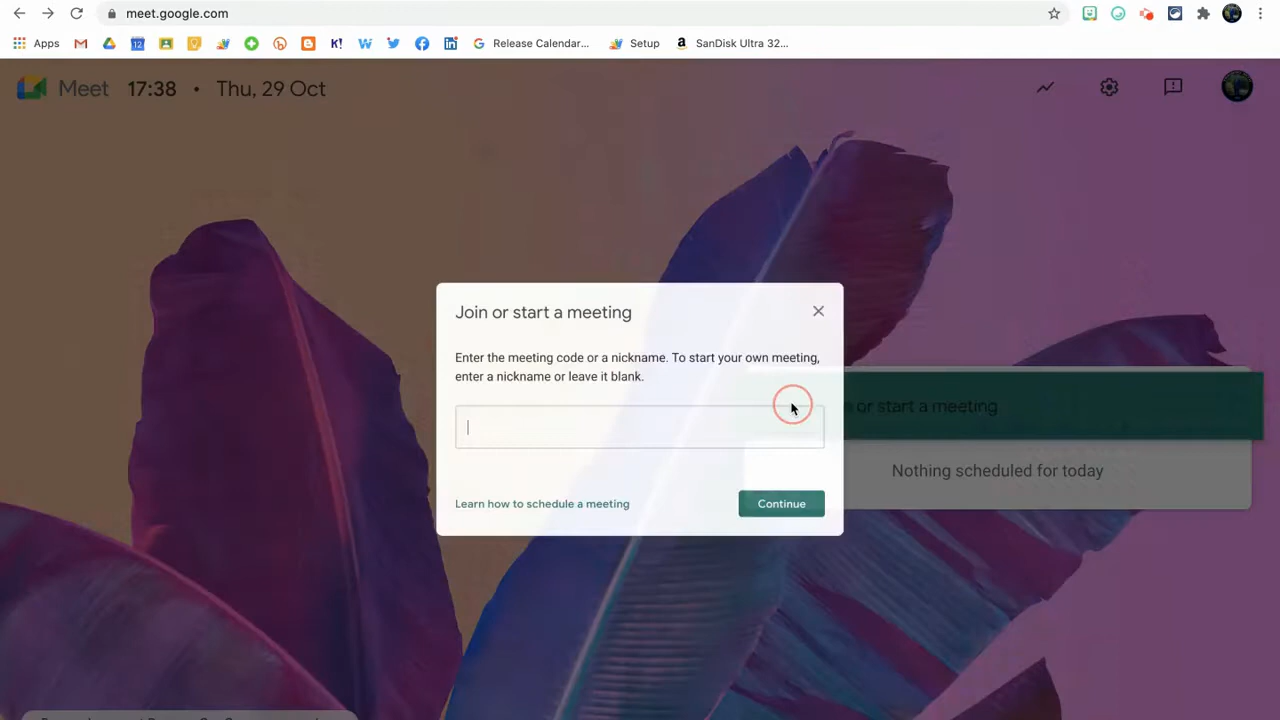 meet.google.com
Apps
12
K!
Release Calendar...
Setup
SanDisk Ultra 32...
Meet 17:38 • Thu, 29 Oct
Join or start a meeting
Enter the meeting code or a nickname. To start your own meeting,
enter a nickname or leave it blank.
or start a meeting
Nothing scheduled for today
Learn how to schedule a meeting
Continue